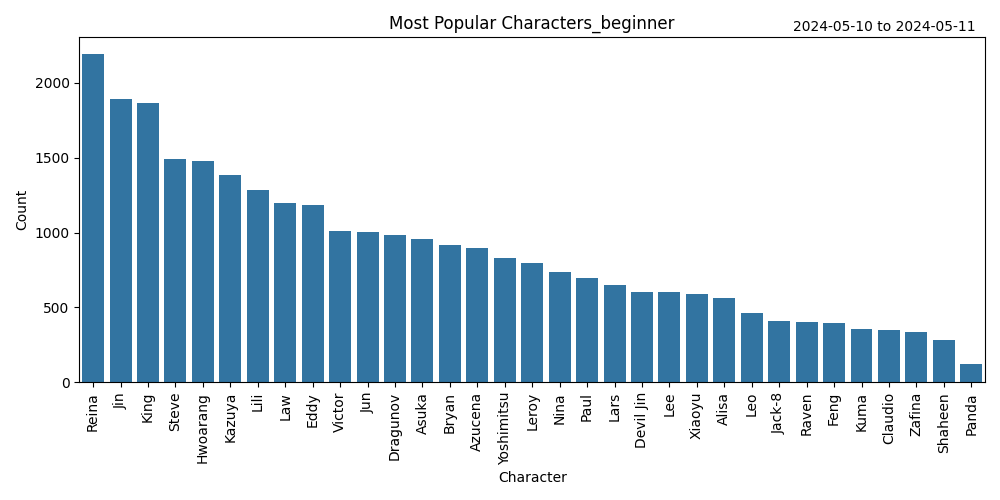 Most Popular Characters_beginner
2024-05-10 to 2024-05-11
Count
2000
1500
1000
500
0
Reina
Jin
King
Steve
Hwoarang
Kazuya
Lili
Law
Eddy
Victor
Jun
Dragunov
Asuka
Bryan
Azucena
Yoshimitsu
Leroy
Nina
Paul
Lars
Devil Jin
Lee
Xiaoyu
Alisa
Leo
Jack-8
Raven
Feng
Kuma
Claudio
Zafina
Shaheen
Panda
Character